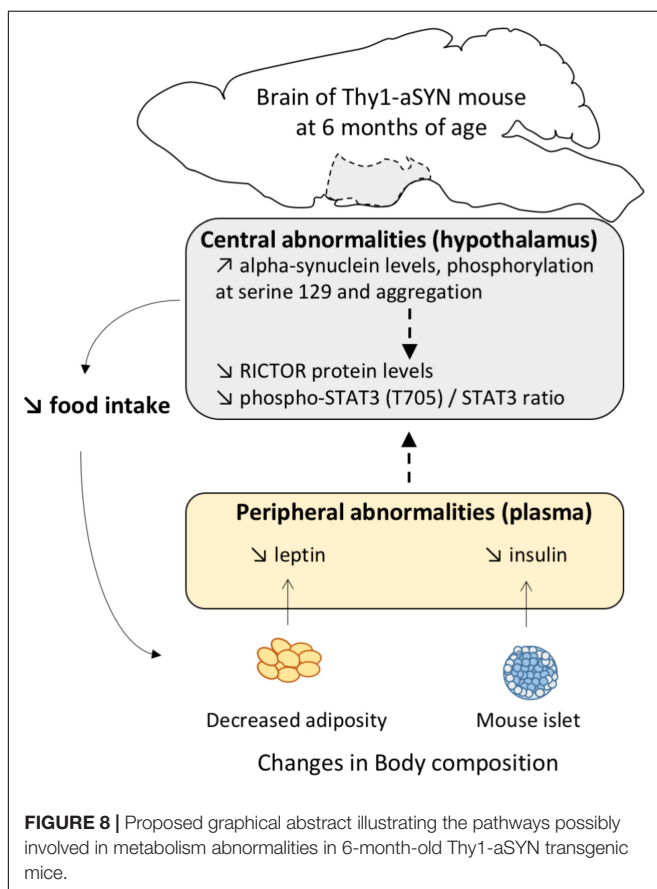 Brain of Thy1-aSYN mouse
at 6 months of age
Central abnormalities (hypothalamus)
↗ alpha-synuclein levels, phosphorylation
at serine 129 and aggregation
↘ RICTOR protein levels
↘ phospho-STAT3 (T705) / STAT3 ratio
↘ food intake
Peripheral abnormalities (plasma)
↘ leptin
↘ insulin
Decreased adiposity
Mouse islet
Changes in Body composition
FIGURE 8 | Proposed graphical abstract illustrating the pathways possibly
involved in metabolism abnormalities in 6-month-old Thy1-aSYN transgenic
mice.